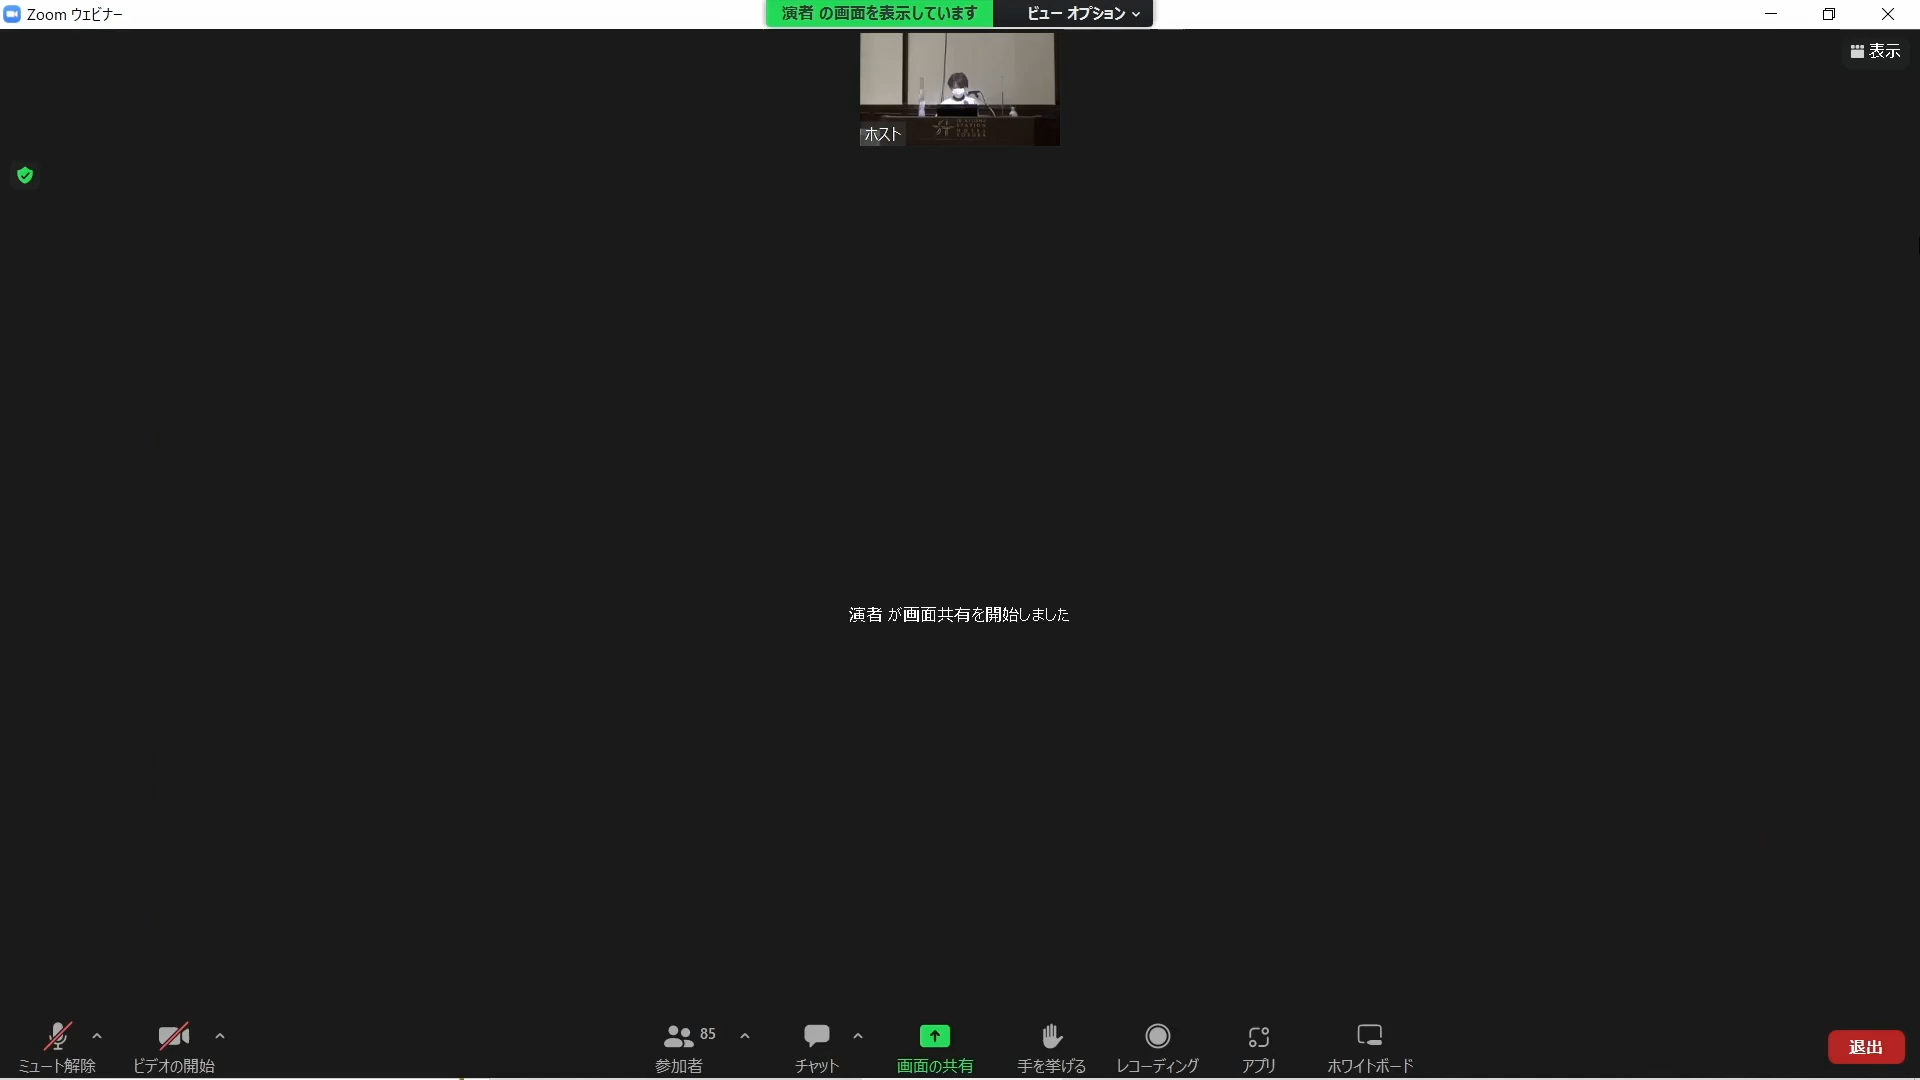 Zoom ウェビナー
演者 の画面を表示しています
ビュー オプション
表示
ホスト
演者 が画面共有を開始しました
85
ミュート解除
ビデオの開始
参加者
チャット
画面の共有
手を挙げる
レコーディング
アプリ
ホワイトボード
退出